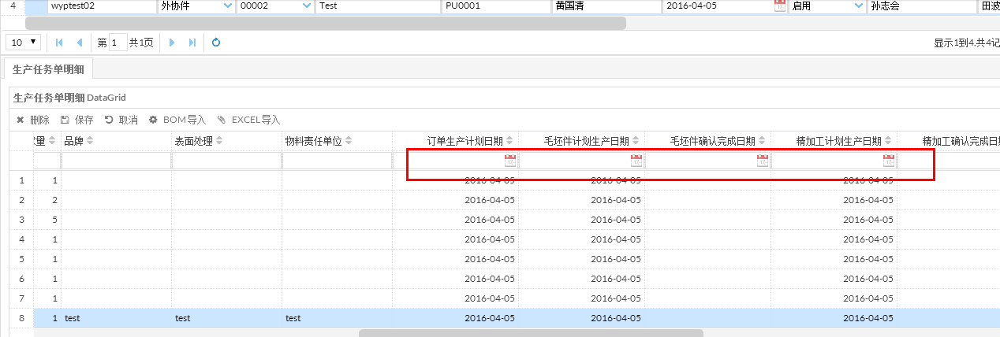 4 wyptest02 外协件 00002 Test PU0001 黄国清 2016-04-05 启用 孙志会 田波
10 第 1 共1页 显示1到4,共4记
生产任务单明细
生产任务单明细 DataGrid
删除 保存 取消 BOM导入 EXCEL导入
量 品牌 表面处理 物料责任单位 订单生产计划日期 毛坯件计划生产日期 毛坯件确认完成日期 精加工计划生产日期 精加工确认完成日期
1 1 2016-04-05 2016-04-05 2016-04-05
2 2 2016-04-05 2016-04-05 2016-04-05
3 5 2016-04-05 2016-04-05 2016-04-05
4 1 2016-04-05 2016-04-05 2016-04-05
5 1 2016-04-05 2016-04-05 2016-04-05
6 1 2016-04-05 2016-04-05 2016-04-05
7 1 2016-04-05 2016-04-05 2016-04-05
8 1 test test test 2016-04-05 2016-04-05 2016-04-05